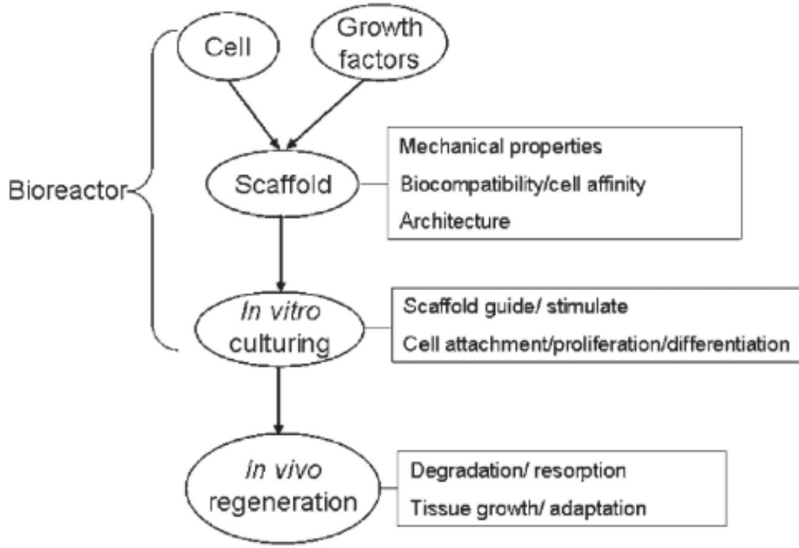 Cell
Growth
factors
Bioreactor
Scaffold
Mechanical properties
Biocompatibility/cell affinity
Architecture
In vitro
culturing
Scaffold guide/ stimulate
Cell attachment/proliferation/differentiation
In vivo
regeneration
Degradation/ resorption
Tissue growth/ adaptation